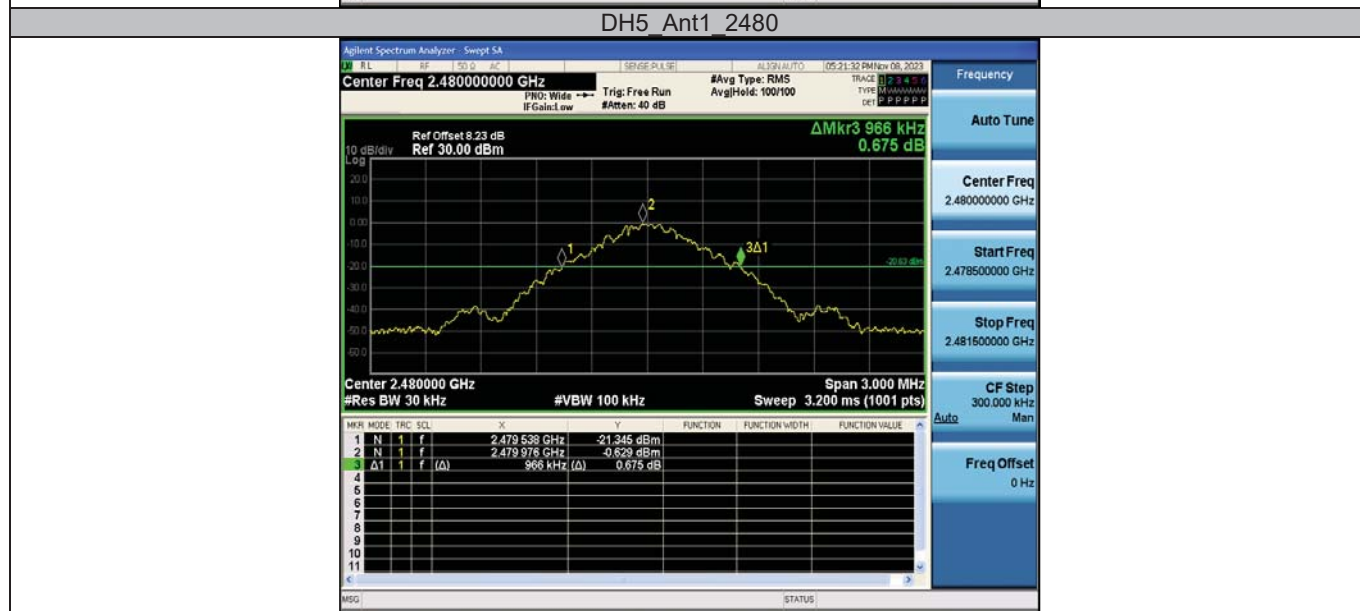 DH5_Ant1_2480
Agilent Spectrum Analyzer - Swept SA
RL RF 50 Ω AC SENSE:PULSE ALIGN AUTO 05:21:32 PM Nov 08, 2023
Center Freq 2.480000000 GHz
PNO: Wide
IFGain:Low
Trig: Free Run
#Atten: 40 dB
#Avg Type: RMS
Avg|Hold: 100/100
TRACE 1 2 3 4 5 6
TYPE M
DET P P P P P P
Ref Offset 8.23 dB
Ref 30.00 dBm
10 dB/div
Log
ΔMkr3 966 kHz
0.675 dB
20.0
10.0
0.00
-10.0
-20.0
-30.0
-40.0
-50.0
-60.0
1
2
3Δ1
-20.63 dBm
Center 2.480000 GHz Span 3.000 MHz
#Res BW 30 kHz #VBW 100 kHz Sweep 3.200 ms (1001 pts)
MKR MODE TRC SCL X Y FUNCTION FUNCTION WIDTH FUNCTION VALUE
1 N 1 f 2.479 538 GHz -21.345 dBm
2 N 1 f 2.479 976 GHz -0.629 dBm
3 Δ1 1 f (Δ) 966 kHz (Δ) 0.675 dB
4
5
6
7
8
9
10
11
MSG STATUS
Frequency
Auto Tune
Center Freq
2.480000000 GHz
Start Freq
2.478500000 GHz
Stop Freq
2.481500000 GHz
CF Step
300.000 kHz
Auto Man
Freq Offset
0 Hz